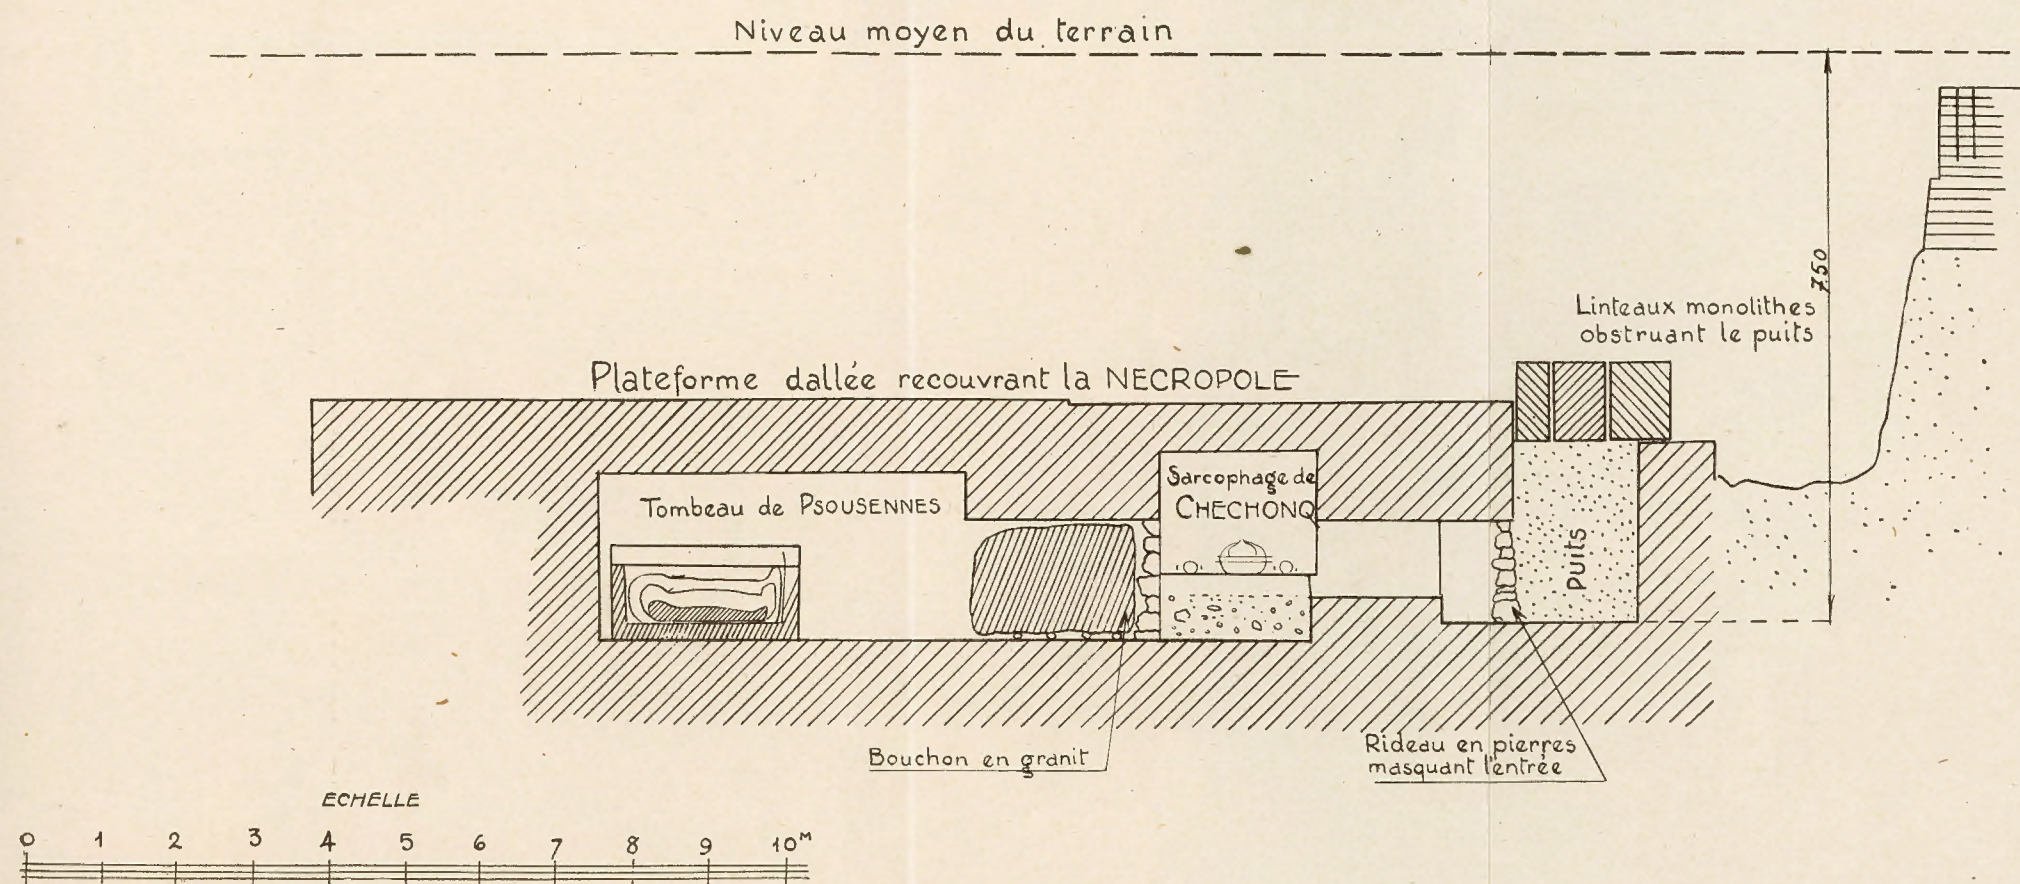 Niveau moyen du terrain
750
Linteaux monolithes
obstruant le puits
Plateforme dallée recouvrant la NECROPOLE
Sarcophage de
CHECHONQ
Tombeau de PSOUSENNES
Puits
Bouchon en granit
Rideau en pierres
masquant l'entrée
ECHELLE
0 1 2 3 4 5 6 7 8 9 10M